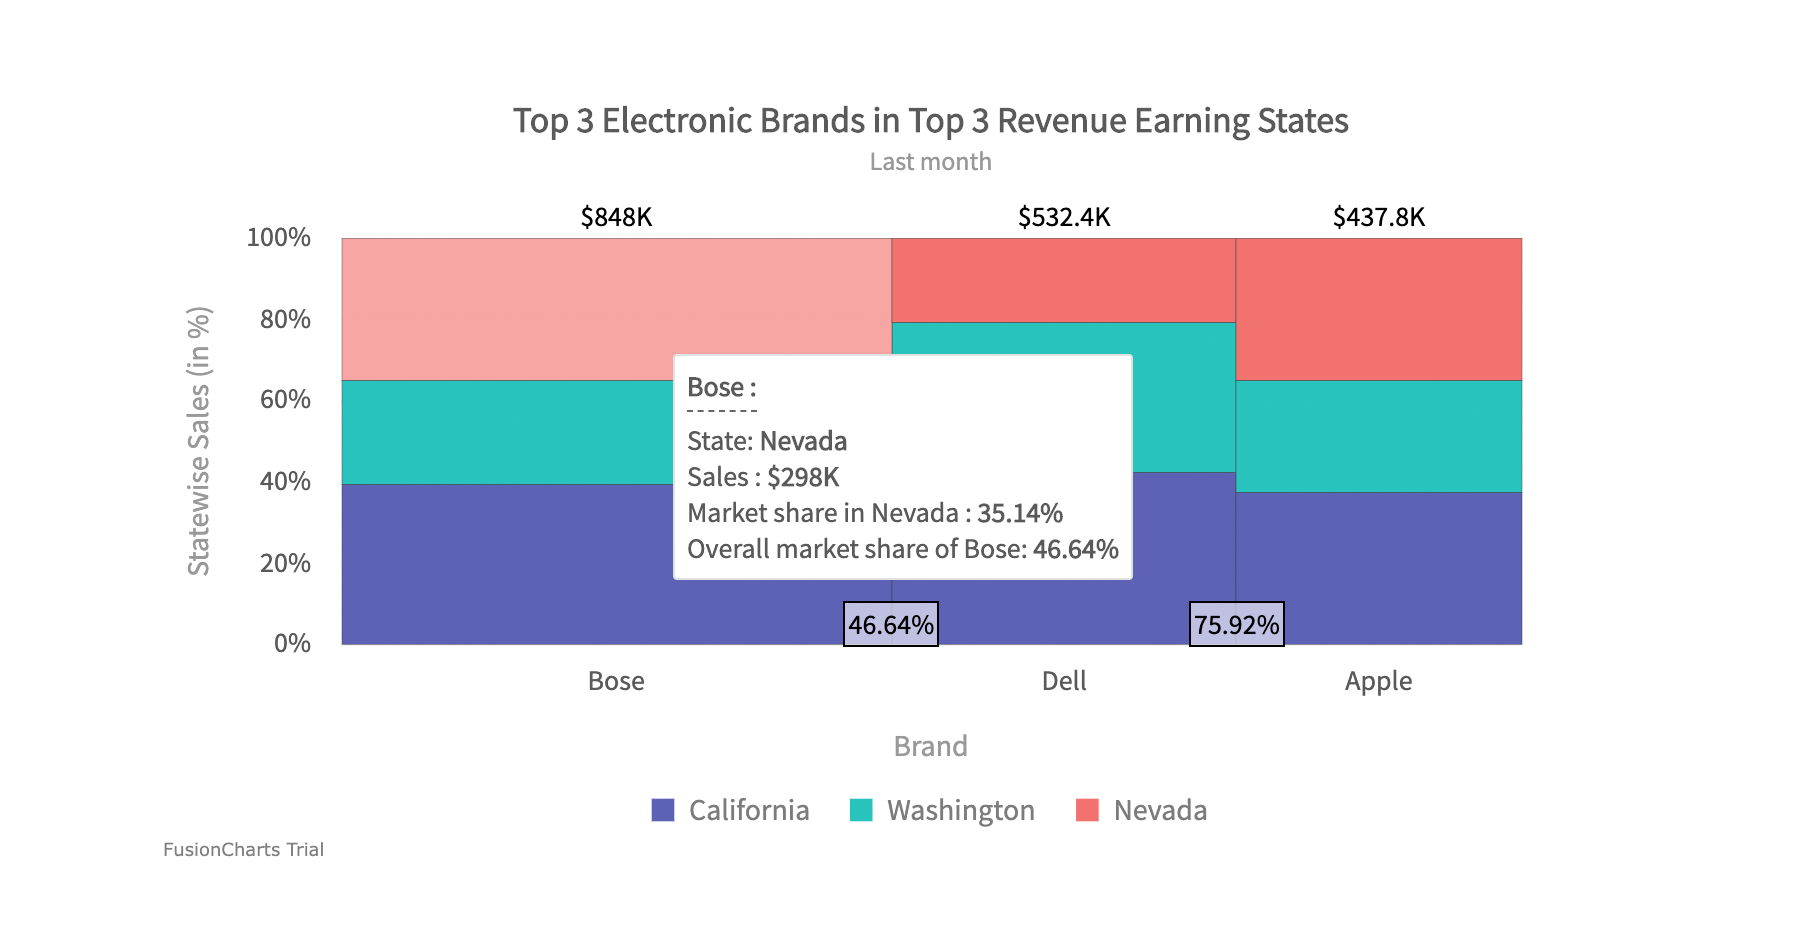 Top 3 Electronic Brands in Top 3 Revenue Earning States
Last month
$848K
$532.4K
$437.8K
100%
80%
60%
40%
20%
0%
Statewise Sales (in %)
Bose :
State: Nevada
Sales : $298K
Market share in Nevada : 35.14%
Overall market share of Bose: 46.64%
46.64%
75.92%
Bose
Dell
Apple
Brand
California
Washington
Nevada
FusionCharts Trial